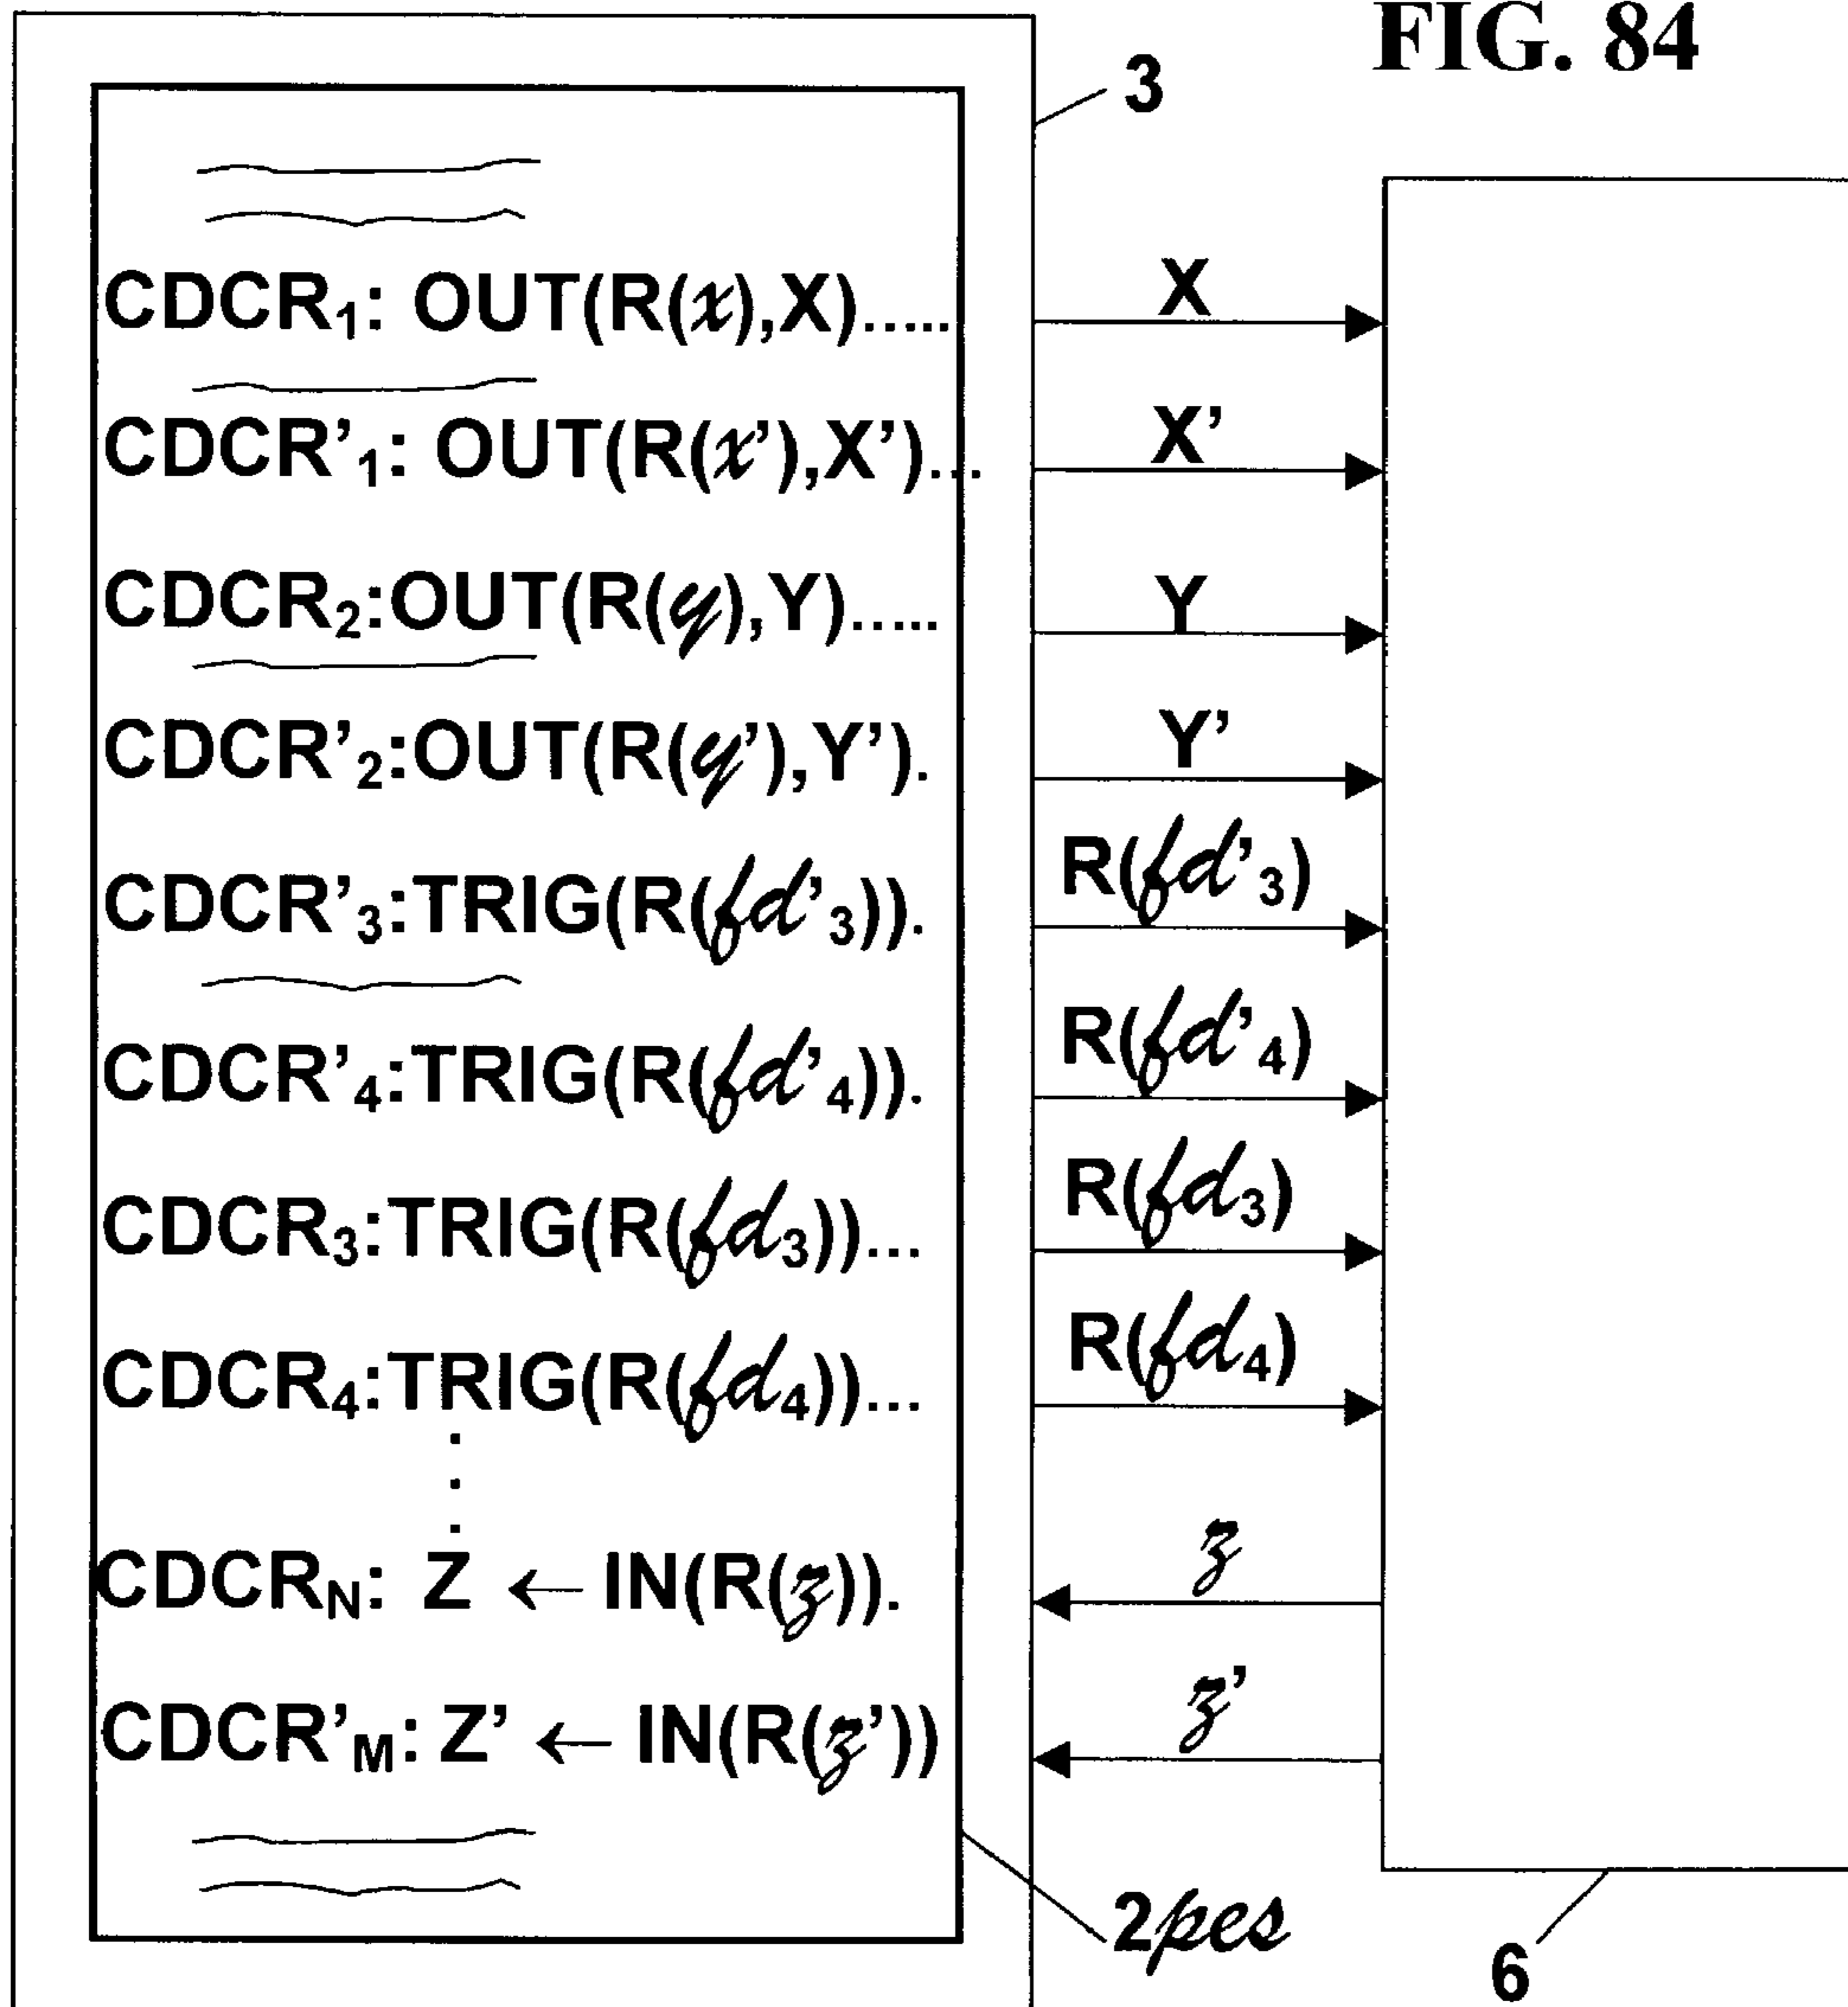 FIG. 84
3
CDCR₁: OUT(R(x),X).....
X
CDCR'₁: OUT(R(x'),X')...
X'
CDCR₂:OUT(R(y),Y).....
Y
CDCR'₂:OUT(R(y'),Y').
Y'
CDCR'₃:TRIG(R(fd'₃)).
R(fd'₃)
CDCR'₄:TRIG(R(fd'₄)).
R(fd'₄)
CDCR₃:TRIG(R(fd₃))...
R(fd₃)
CDCR₄:TRIG(R(fd₄))...
R(fd₄)
.
.
.
CDCR_N: Z ← IN(R(z)).
z
CDCR'_M: Z' ← IN(R(z'))
z'
2pes
6